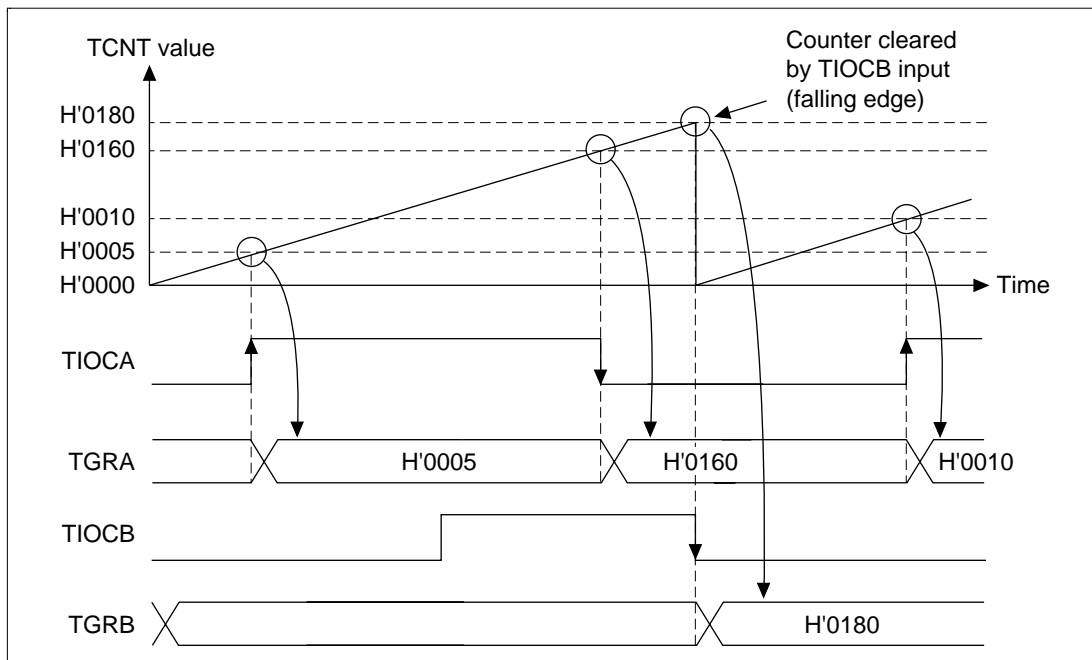 TCNT value
Counter cleared
by TIOCB input
(falling edge)
H'0180
H'0160
H'0010
H'0005
H'0000
Time
TIOCA
TGRA
H'0005
H'0160
H'0010
TIOCB
TGRB
H'0180